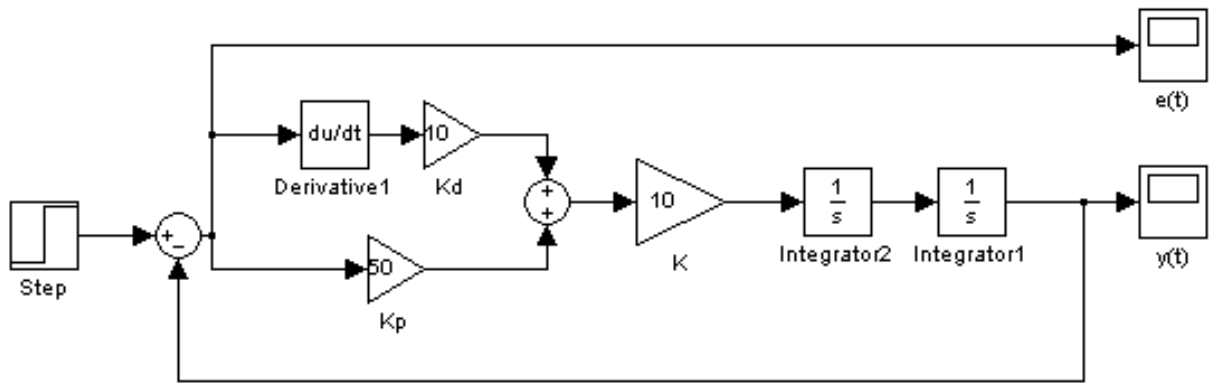 e(t)
du/dt
10
Derivative1
Kd
+
+
10
1
s
1
s
+
−
Step
50
Kp
K
Integrator2
Integrator1
y(t)